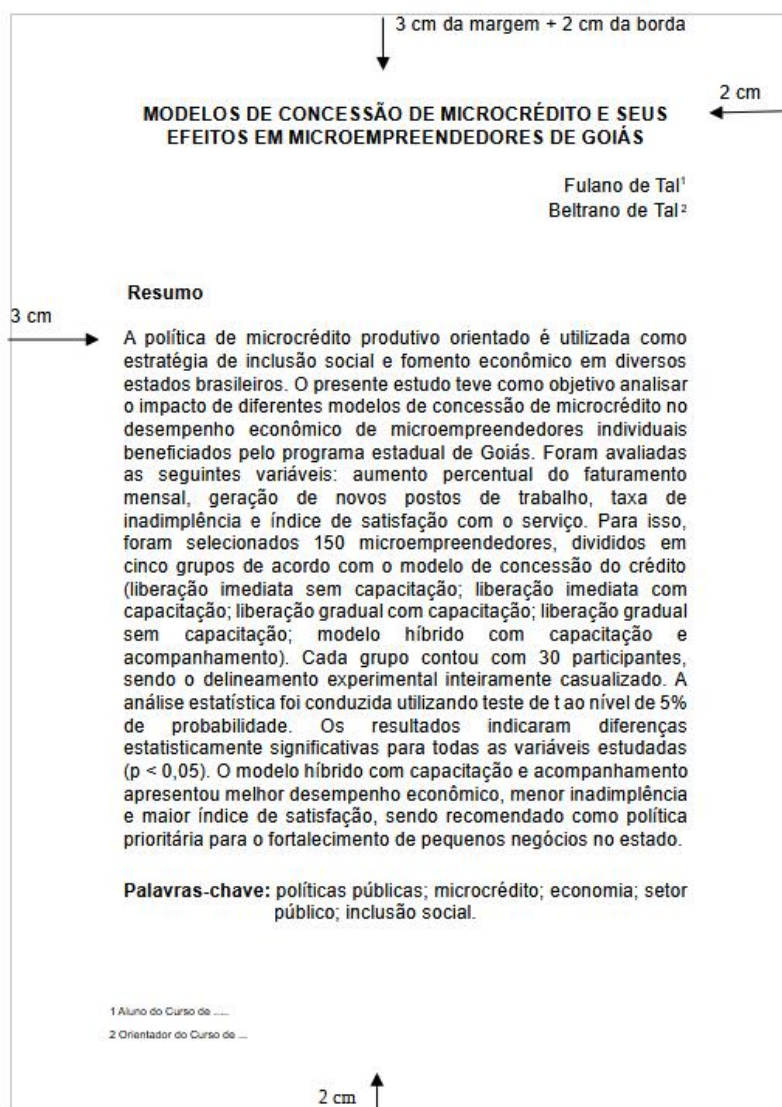 3 cm da margem + 2 cm da borda
2 cm
MODELOS DE CONCESSÃO DE MICROCRÉDITO E SEUS
EFEITOS EM MICROEMPREENDEDORES DE GOIÁS
Fulano de Tal¹
Beltrano de Tal ²
Resumo
3 cm
A política de microcrédito produtivo orientado é utilizada como
estratégia de inclusão social e fomento econômico em diversos
estados brasileiros. O presente estudo teve como objetivo analisar
o impacto de diferentes modelos de concessão de microcrédito no
desempenho econômico de microempreendedores individuais
beneficiados pelo programa estadual de Goiás. Foram avaliadas
as seguintes variáveis: aumento percentual do faturamento
mensal, geração de novos postos de trabalho, taxa de
inadimplência e índice de satisfação com o serviço. Para isso,
foram selecionados 150 microempreendedores, divididos em
cinco grupos de acordo com o modelo de concessão do crédito
(liberação imediata sem capacitação; liberação imediata com
capacitação; liberação gradual com capacitação; liberação gradual
sem capacitação; modelo híbrido com capacitação e
acompanhamento). Cada grupo contou com 30 participantes,
sendo o delineamento experimental inteiramente casualizado. A
análise estatística foi conduzida utilizando teste de t ao nível de 5%
de probabilidade. Os resultados indicaram diferenças
estatisticamente significativas para todas as variáveis estudadas
(p < 0,05). O modelo híbrido com capacitação e acompanhamento
apresentou melhor desempenho econômico, menor inadimplência
e maior índice de satisfação, sendo recomendado como política
prioritária para o fortalecimento de pequenos negócios no estado.
Palavras-chave: políticas públicas; microcrédito; economia; setor
público; inclusão social.
1 Aluno do Curso de .....
2 Orientador do Curso de ...
2 cm